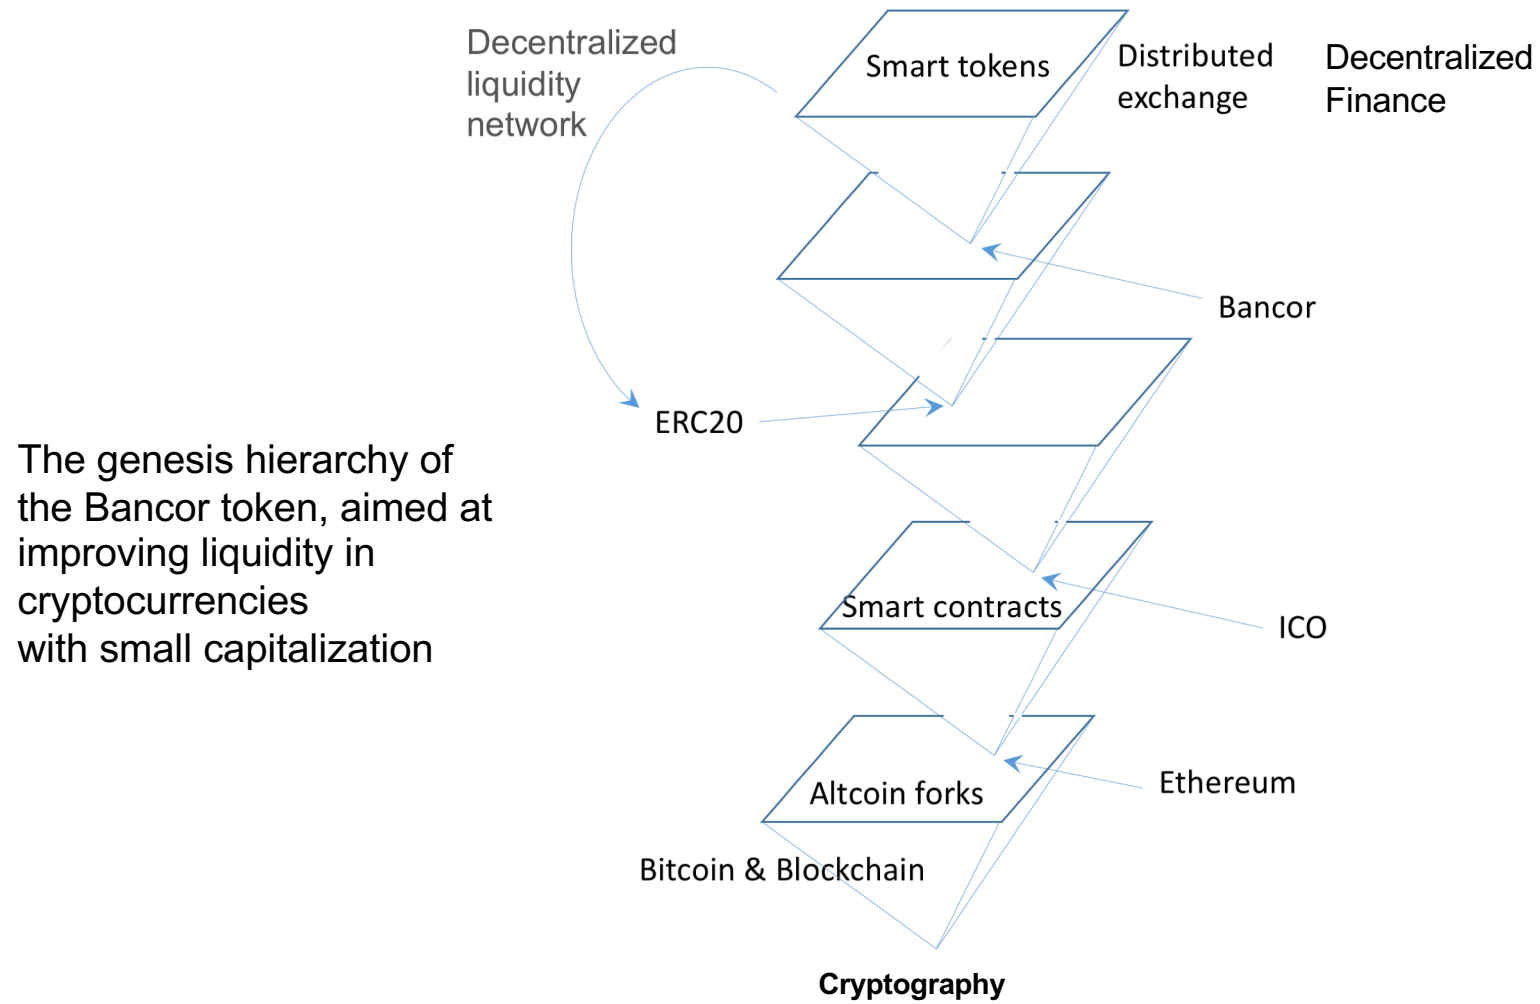 Decentralized
liquidity
network
Smart tokens
Distributed
exchange
Decentralized
Finance
Bancor
ERC20
The genesis hierarchy of
the Bancor token, aimed at
improving liquidity in
cryptocurrencies
with small capitalization
Smart contracts
ICO
Ethereum
Altcoin forks
Bitcoin & Blockchain
Cryptography